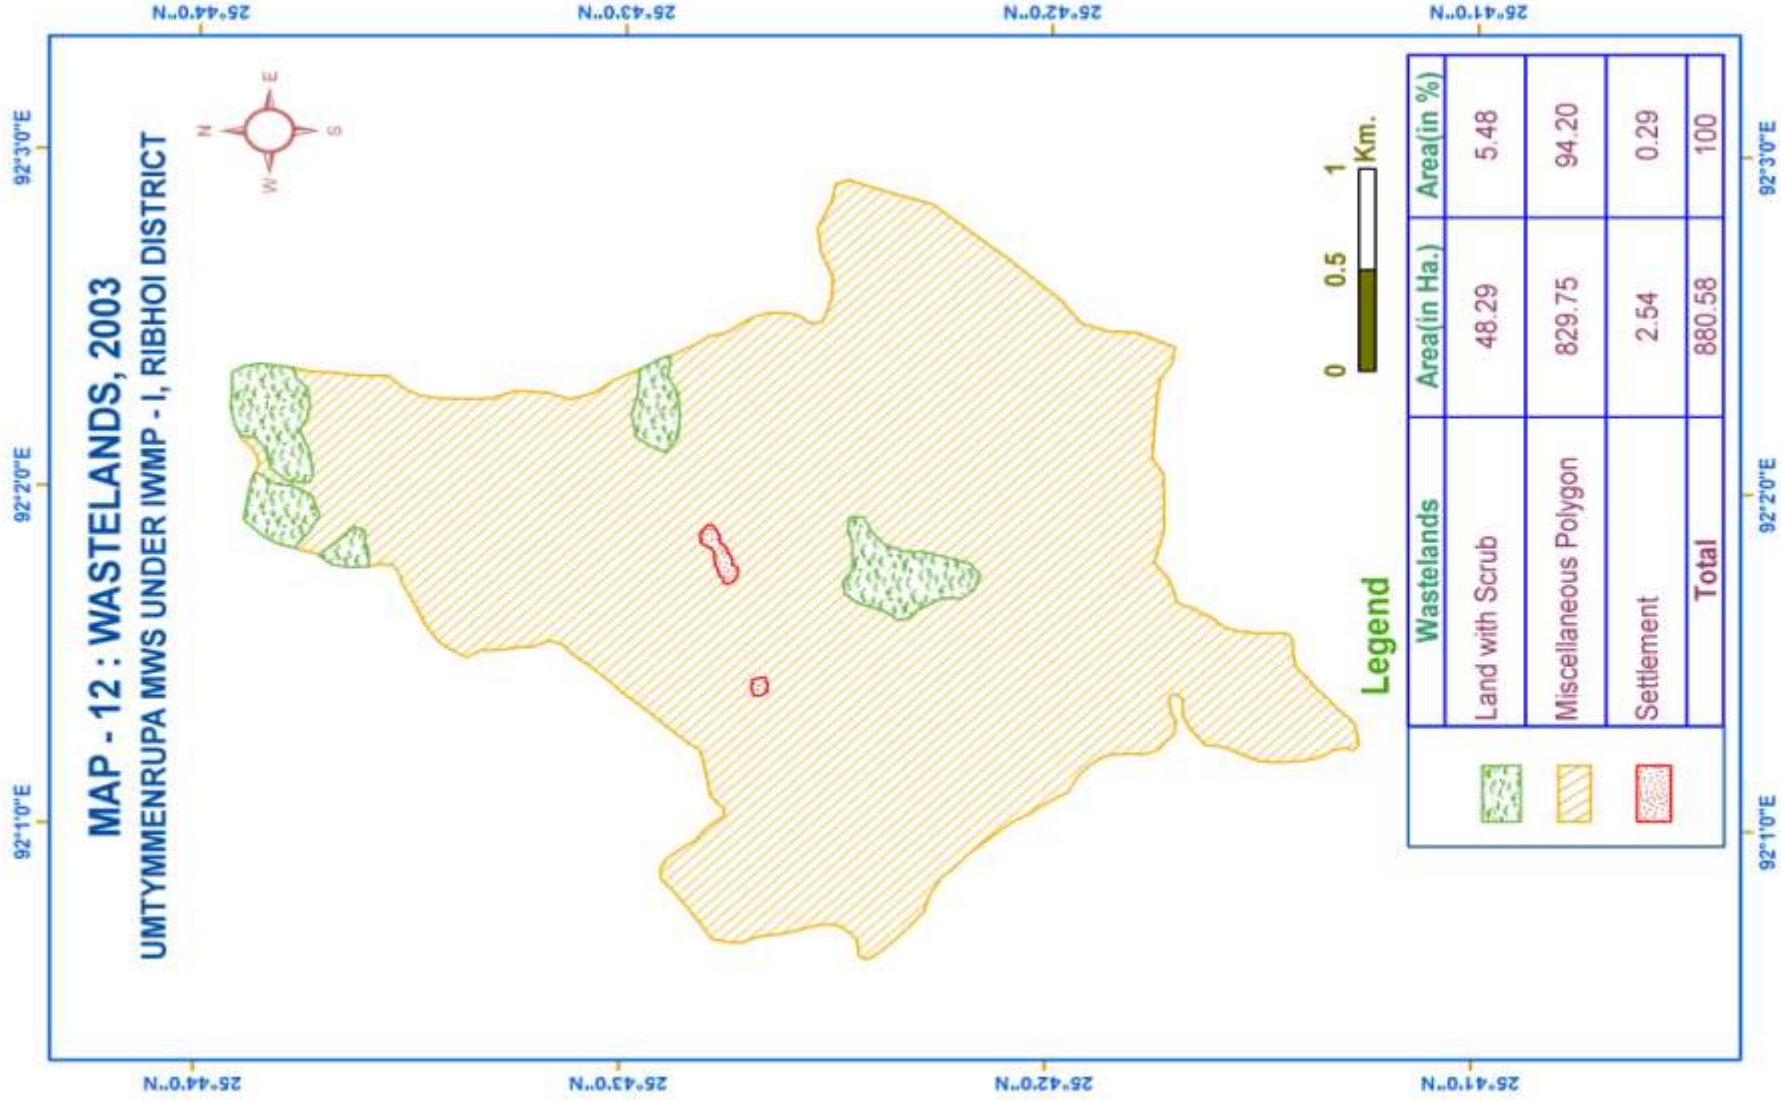 MAP - 12 : WASTELANDS, 2003
UMTYMMENRUPA MWS UNDER IWMP - I, RIBHOI DISTRICT
92°1'0"E 92°2'0"E 92°3'0"E
25°44'0"N 25°44'0"N
25°43'0"N 25°43'0"N
25°42'0"N 25°42'0"N
25°41'0"N 25°41'0"N
N
W E
S
0 0.5 1
Km.
Legend
Wastelands Area(in Ha.) Area(in %)
Land with Scrub 48.29 5.48
Miscellaneous Polygon 829.75 94.20
Settlement 2.54 0.29
Total 880.58 100
92°1'0"E 92°2'0"E 92°3'0"E